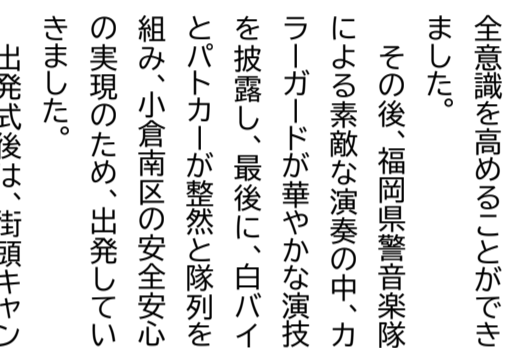 全意識を高めることができ
ました。
その後、福岡県警音楽隊
による素敵な演奏の中、カ
ラーガードが華やかな演技
を披露し、最後に、白バイ
とパトカーが整然と隊列を
組み、小倉南区の安全安心
の実現のため、出発してい
きました。
出発式後は、街頭キャン